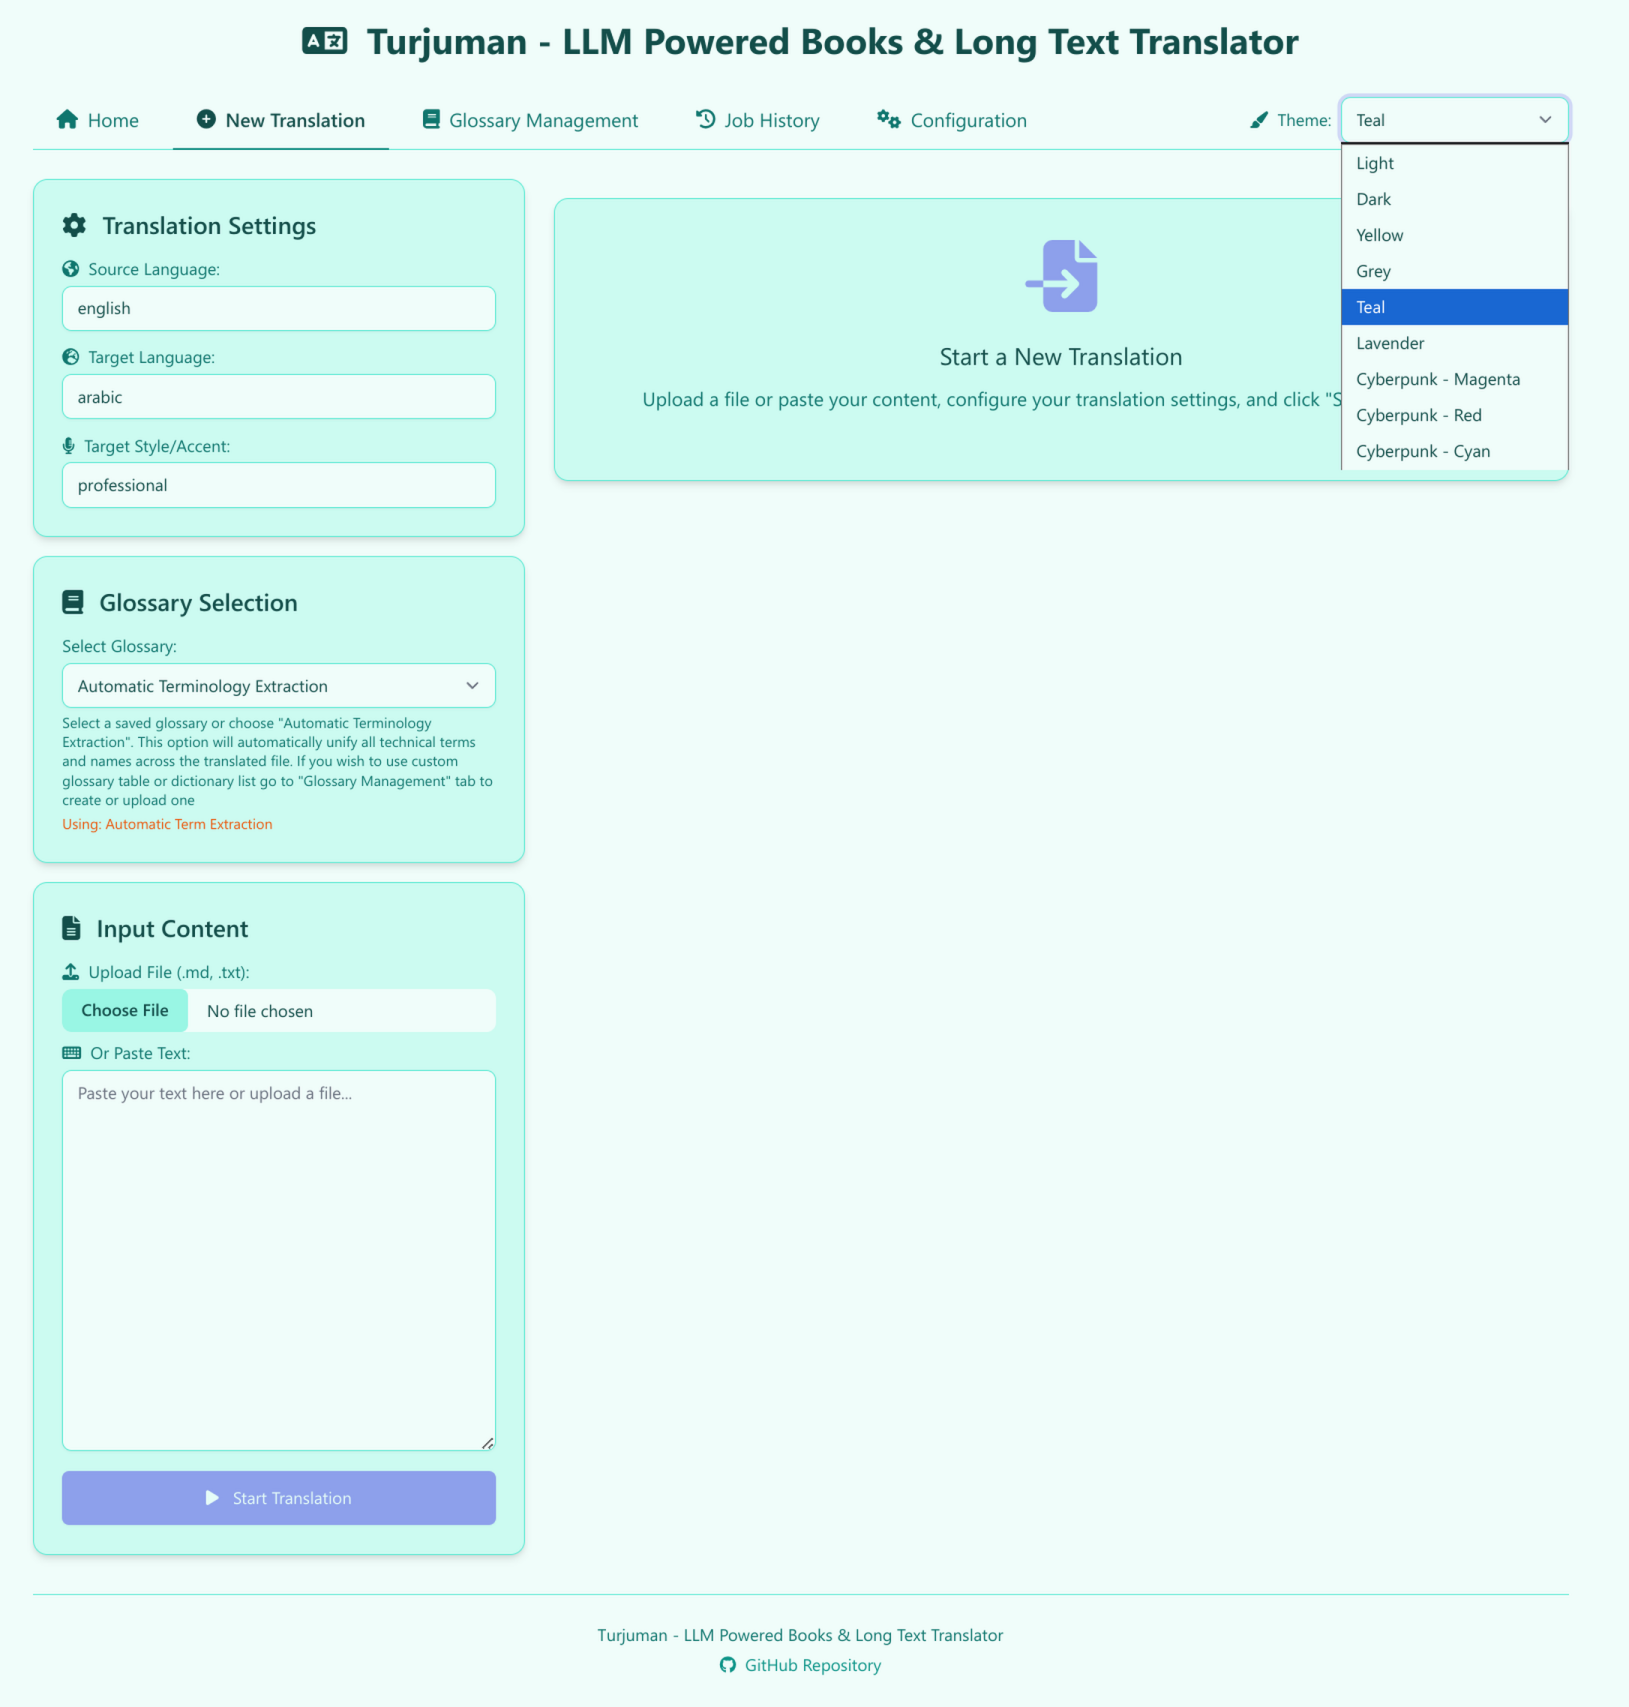 Turjuman - LLM Powered Books & Long Text Translator
Home
New Translation
Glossary Management
Job History
Configuration
Theme:
Teal
Light
Dark
Yellow
Grey
Teal
Lavender
Cyberpunk - Magenta
Cyberpunk - Red
Cyberpunk - Cyan
Translation Settings
Source Language:
english
Target Language:
arabic
Target Style/Accent:
professional
Start a New Translation
Upload a file or paste your content, configure your translation settings, and click "S
Glossary Selection
Select Glossary:
Automatic Terminology Extraction
Select a saved glossary or choose "Automatic Terminology
Extraction". This option will automatically unify all technical terms
and names across the translated file. If you wish to use custom
glossary table or dictionary list go to "Glossary Management" tab to
create or upload one
Using: Automatic Term Extraction
Input Content
Upload File (.md, .txt):
Choose File
No file chosen
Or Paste Text:
Paste your text here or upload a file...
Start Translation
Turjuman - LLM Powered Books & Long Text Translator
GitHub Repository